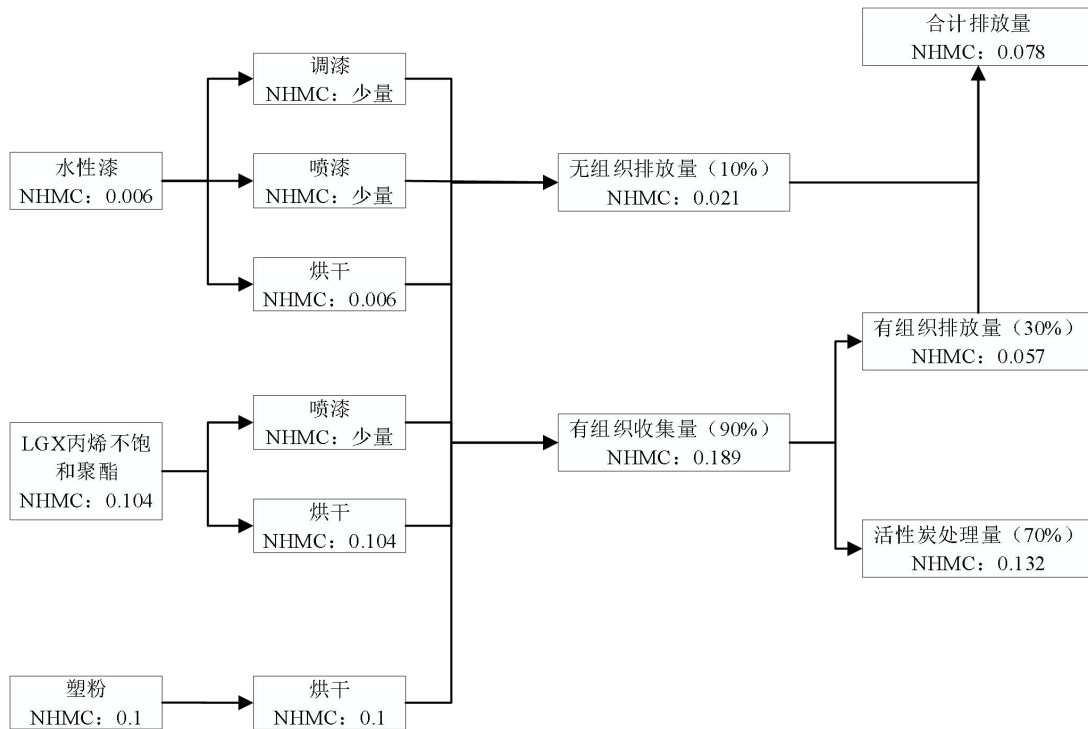 合计排放量
NHMC：0.078
调漆
NHMC：少量
水性漆
NHMC：0.006
喷漆
NHMC：少量
无组织排放量（10%）
NHMC：0.021
烘干
NHMC：0.006
有组织排放量（30%）
NHMC：0.057
喷漆
NHMC：少量
LGX丙烯不饱
和聚酯
NHMC：0.104
有组织收集量（90%）
NHMC：0.189
烘干
NHMC：0.104
活性炭处理量（70%）
NHMC：0.132
塑粉
NHMC：0.1
烘干
NHMC：0.1